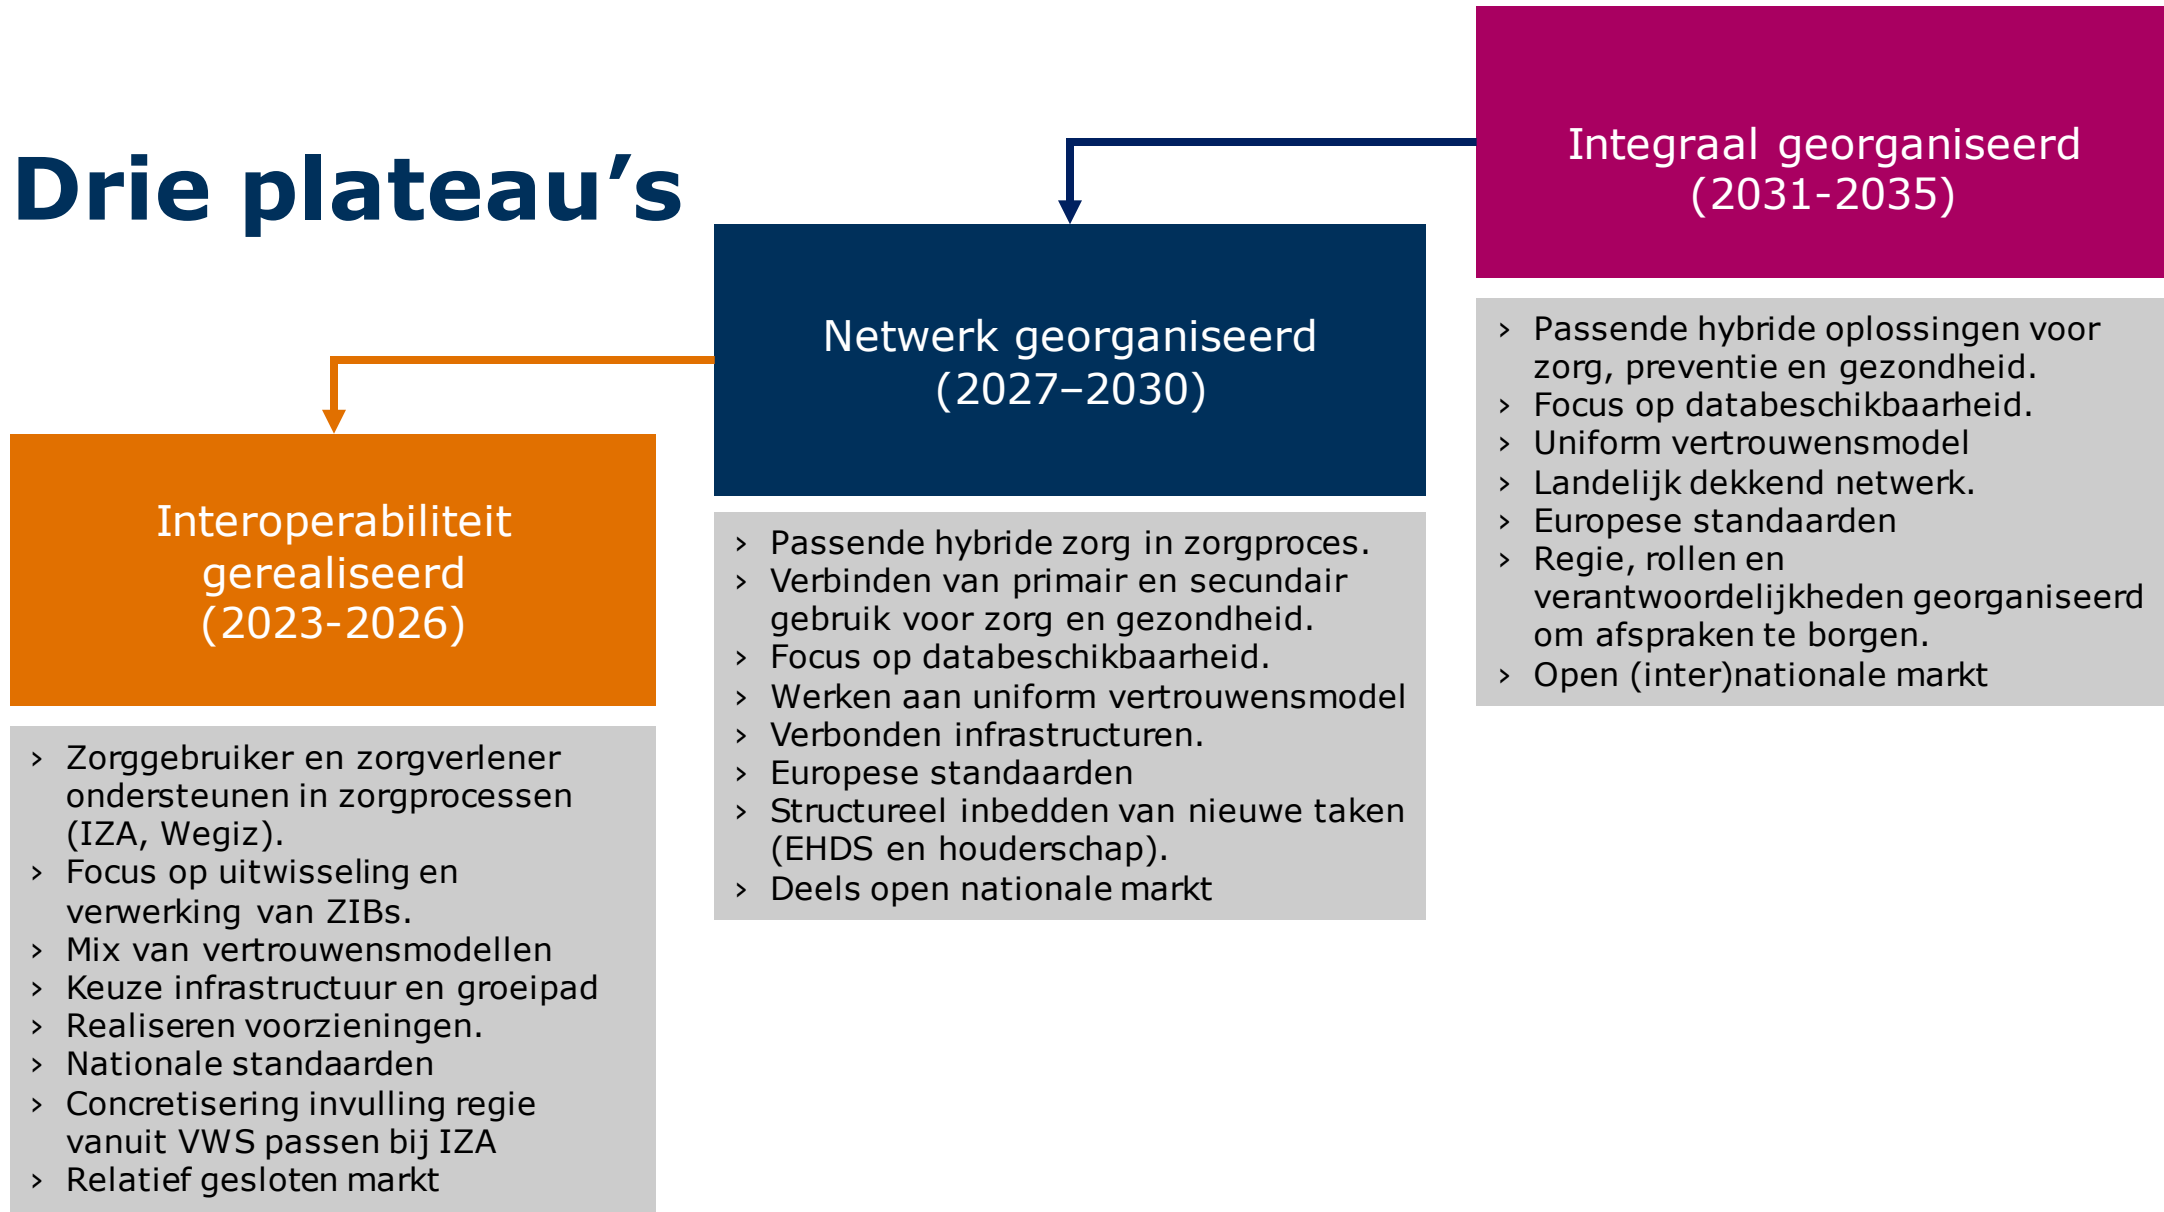 Drie plateau’s
Interoperabiliteit
gerealiseerd
(2023-2026)
› Zorggebruiker en zorgverlener
ondersteunen in zorgprocessen
(IZA, Wegiz).
› Focus op uitwisseling en
verwerking van ZIBs.
› Mix van vertrouwensmodellen
› Keuze infrastructuur en groeipad
› Realiseren voorzieningen.
› Nationale standaarden
› Concretisering invulling regie
vanuit VWS passen bij IZA
› Relatief gesloten markt
Netwerk georganiseerd
(2027–2030)
› Passende hybride zorg in zorgproces.
› Verbinden van primair en secundair
gebruik voor zorg en gezondheid.
› Focus op databeschikbaarheid.
› Werken aan uniform vertrouwensmodel
› Verbonden infrastructuren.
› Europese standaarden
› Structureel inbedden van nieuwe taken
(EHDS en houderschap).
› Deels open nationale markt
Integraal georganiseerd
(2031-2035)
› Passende hybride oplossingen voor
zorg, preventie en gezondheid.
› Focus op databeschikbaarheid.
› Uniform vertrouwensmodel
› Landelijk dekkend netwerk.
› Europese standaarden
› Regie, rollen en
verantwoordelijkheden georganiseerd
om afspraken te borgen.
› Open (inter)nationale markt